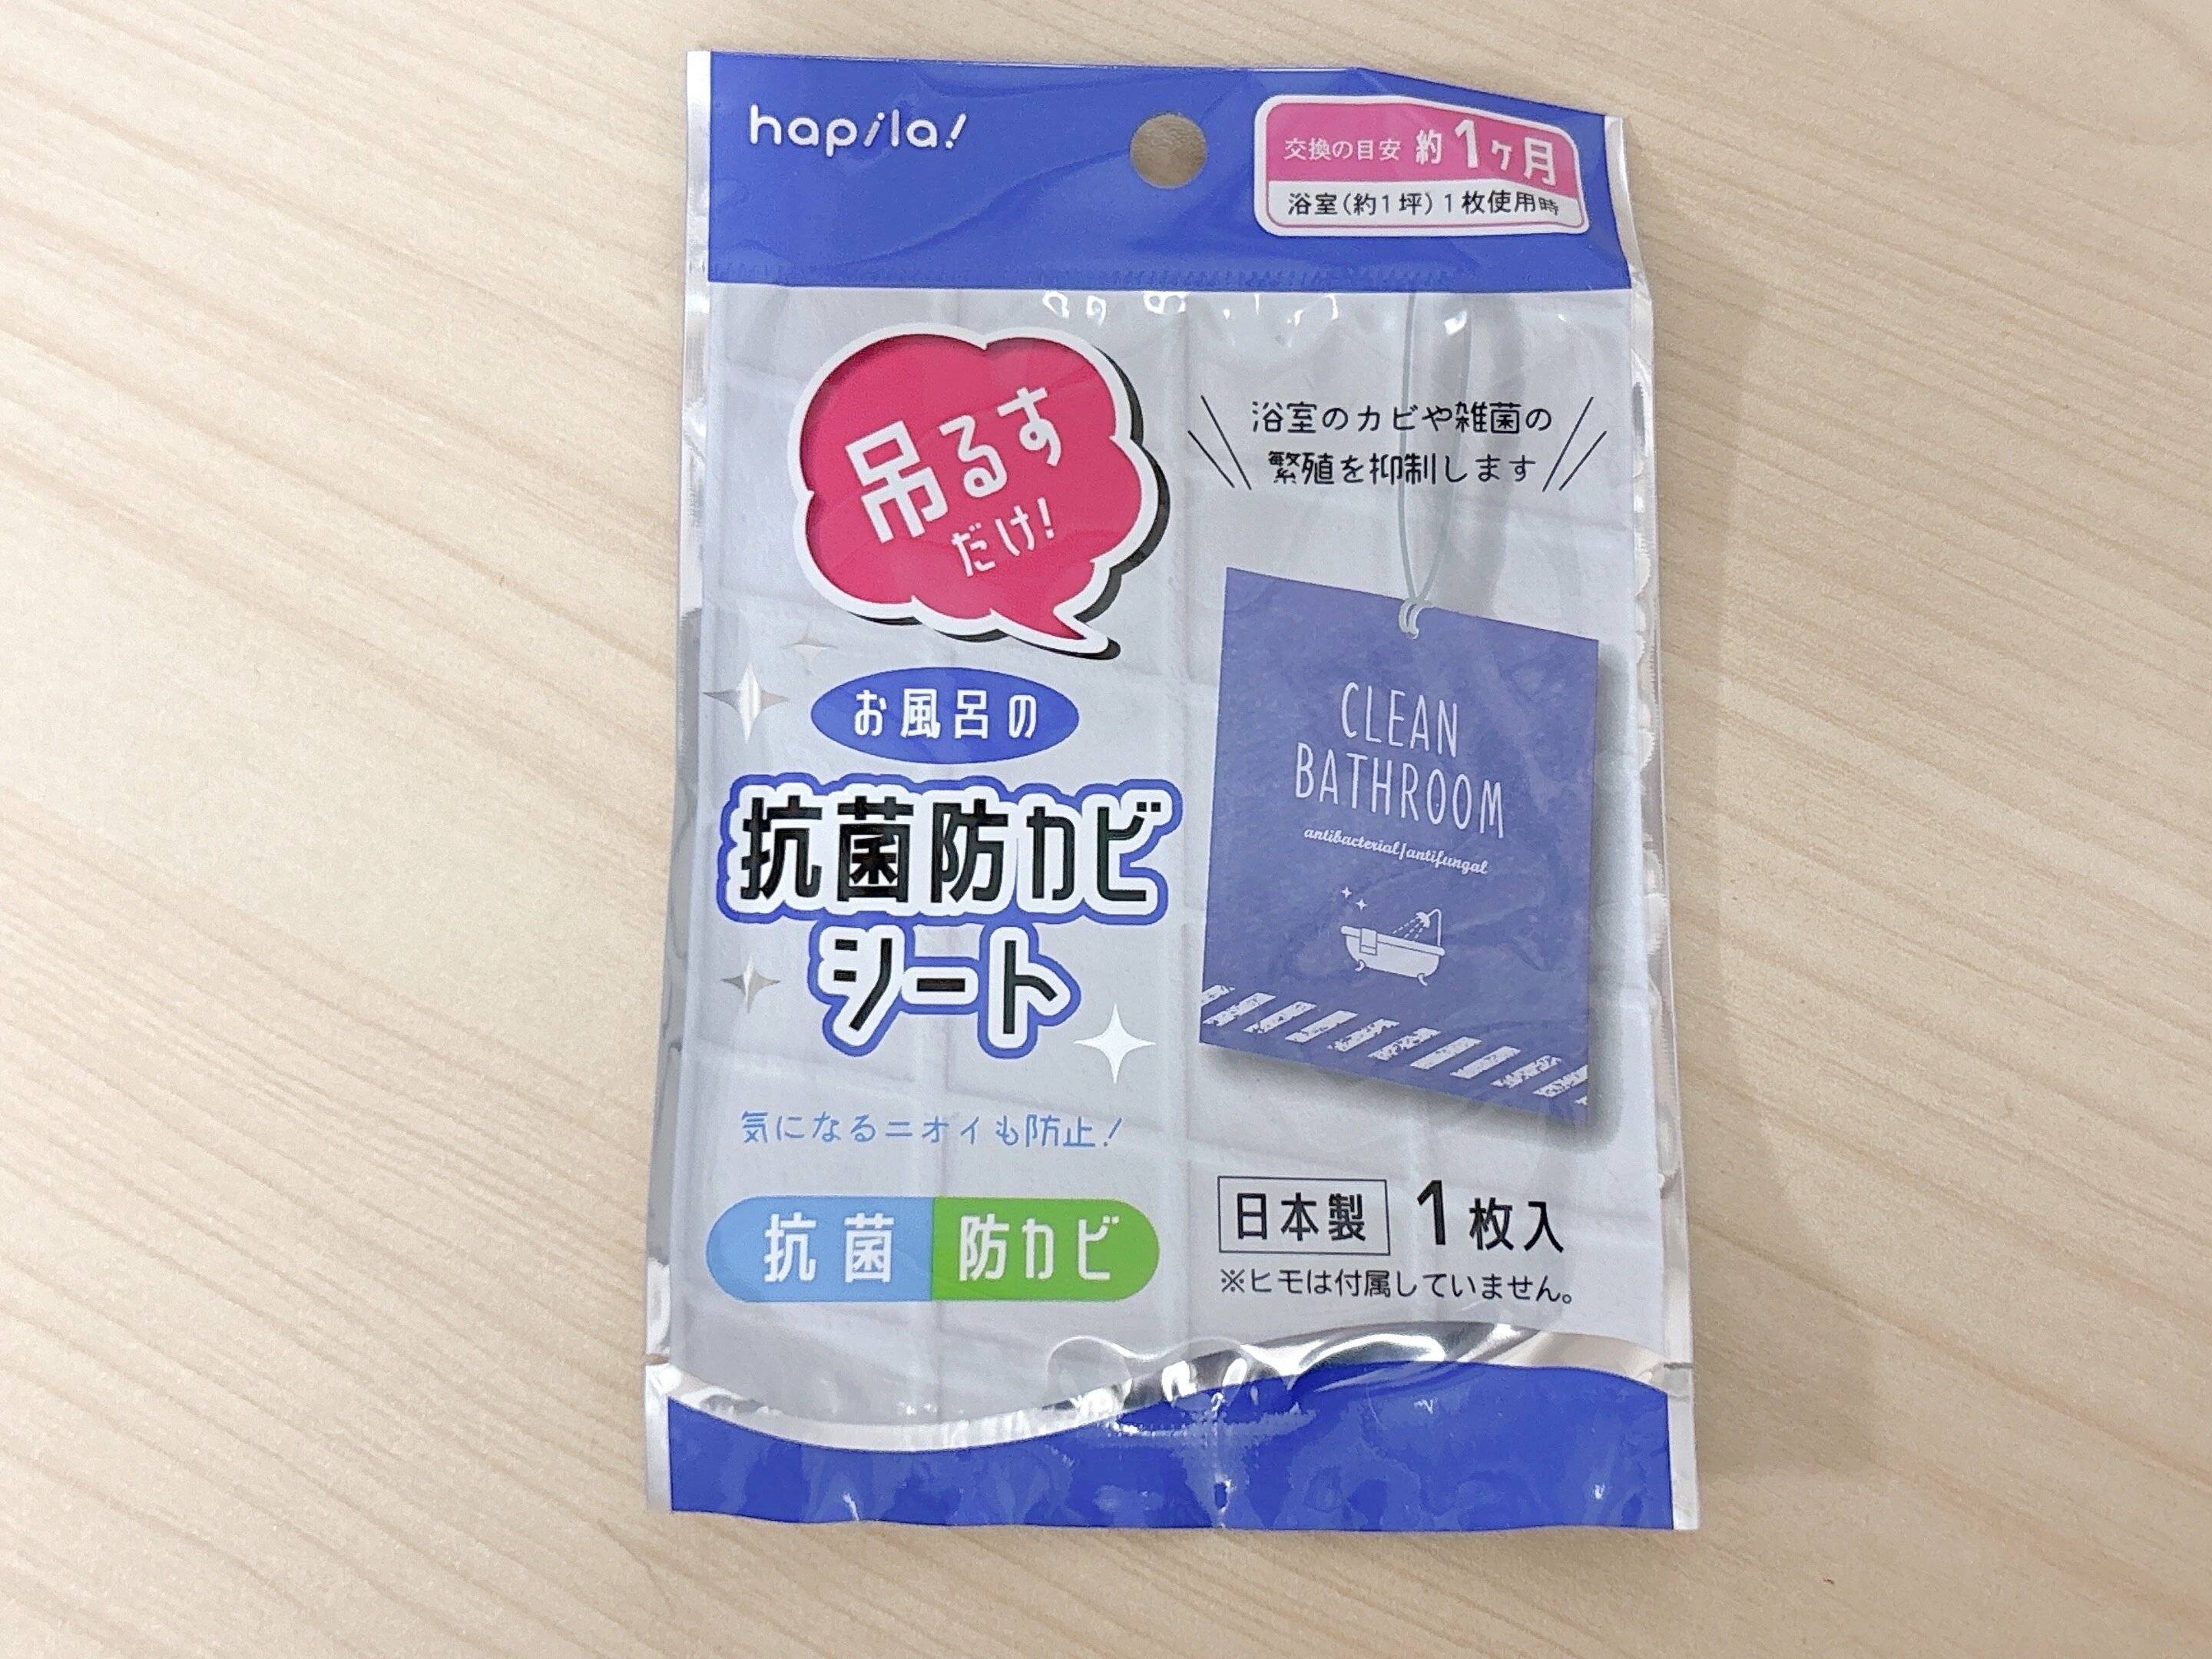 hapila!
交換の目安 約1ヶ月
浴室(約1坪)1枚使用時
吊るす
だけ!
浴室のカビや雑菌の
繁殖を抑制します
お風呂の
抗菌防カビ
シート
CLEAN
BATHROOM
antibacterial/antifungal
気になるニオイも防止!
抗菌 防カビ
日本製 1枚入
※ヒモは付属していません。